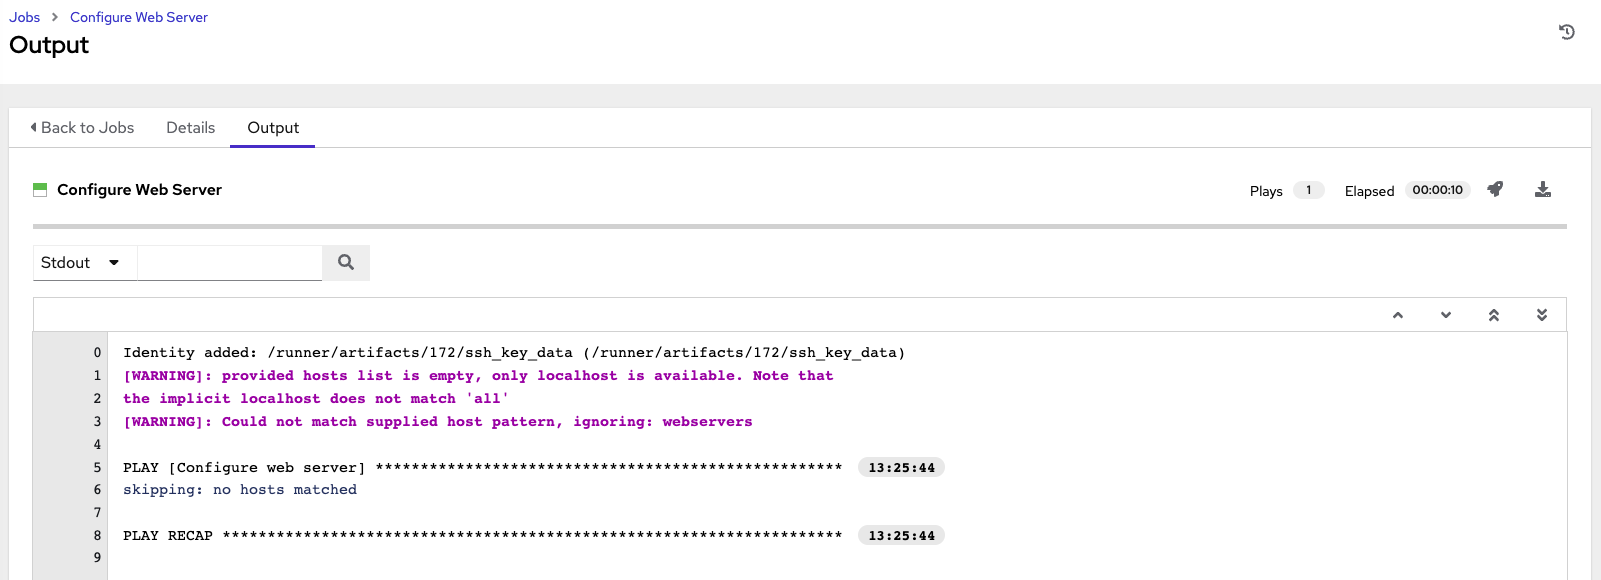 Jobs > Configure Web Server
Output
Back to Jobs Details Output
Configure Web Server Plays 1 Elapsed 00:00:10
Stdout
0 Identity added: /runner/artifacts/172/ssh_key_data (/runner/artifacts/172/ssh_key_data)
1 [WARNING]: provided hosts list is empty, only localhost is available. Note that
2 the implicit localhost does not match 'all'
3 [WARNING]: Could not match supplied host pattern, ignoring: webservers
4
5 PLAY [Configure web server] **************************************************** 13:25:44
6 skipping: no hosts matched
7
8 PLAY RECAP ********************************************************************* 13:25:44
9